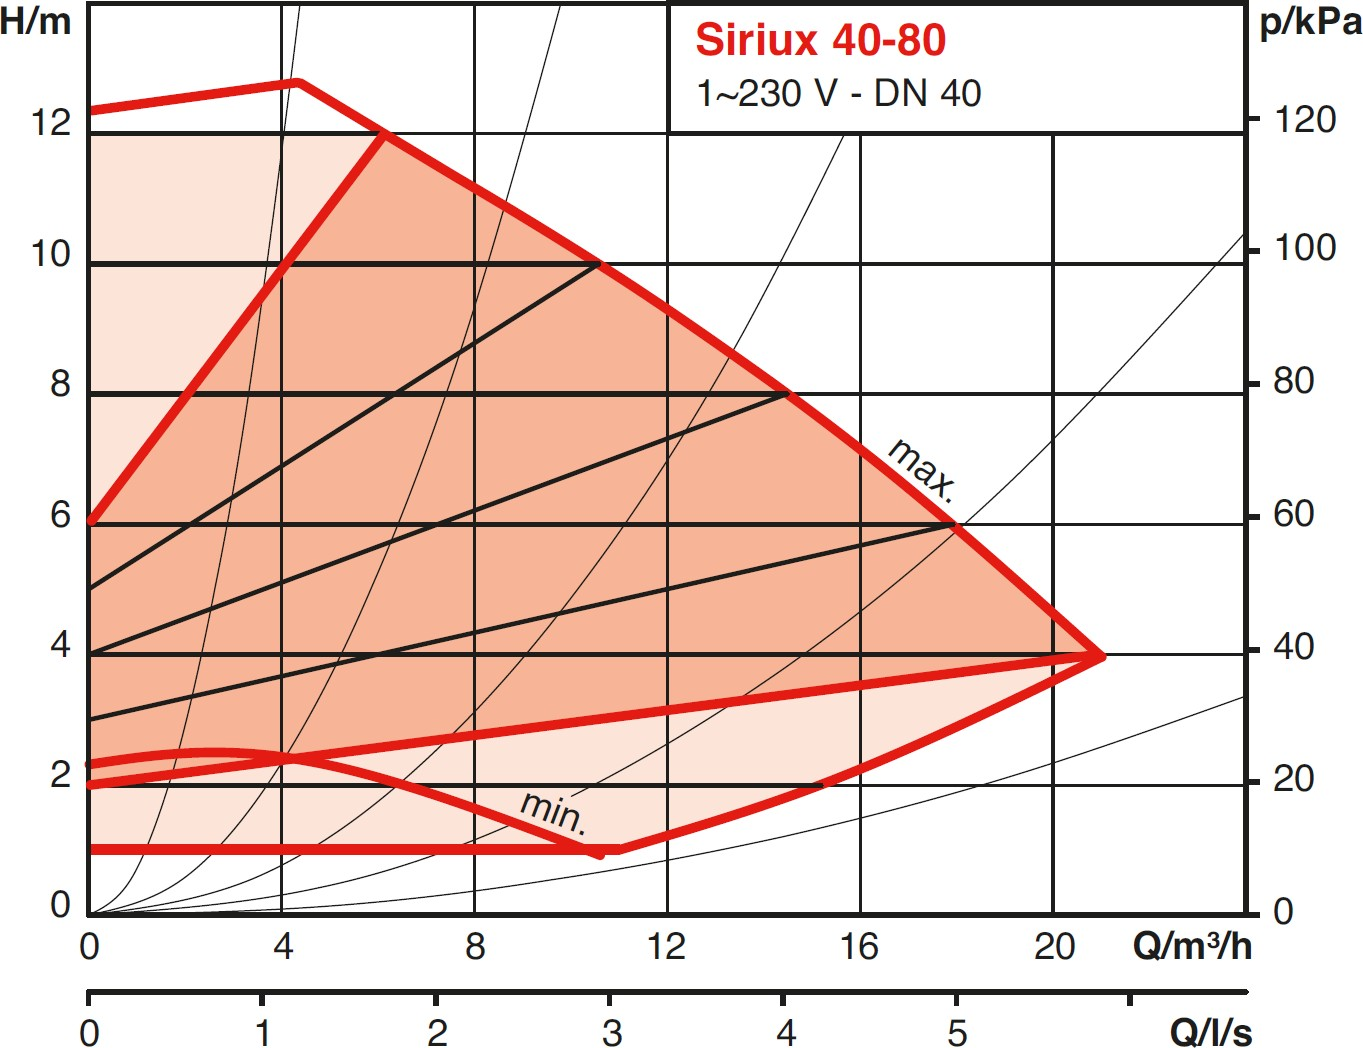 H/m
p/kPa
Siriux 40-80
1~230 V - DN 40
12
120
10
100
8
80
max.
6
60
4
40
2
20
min.
0
0
0 4 8 12 16 20 Q/m³/h
0 1 2 3 4 5 Q/l/s